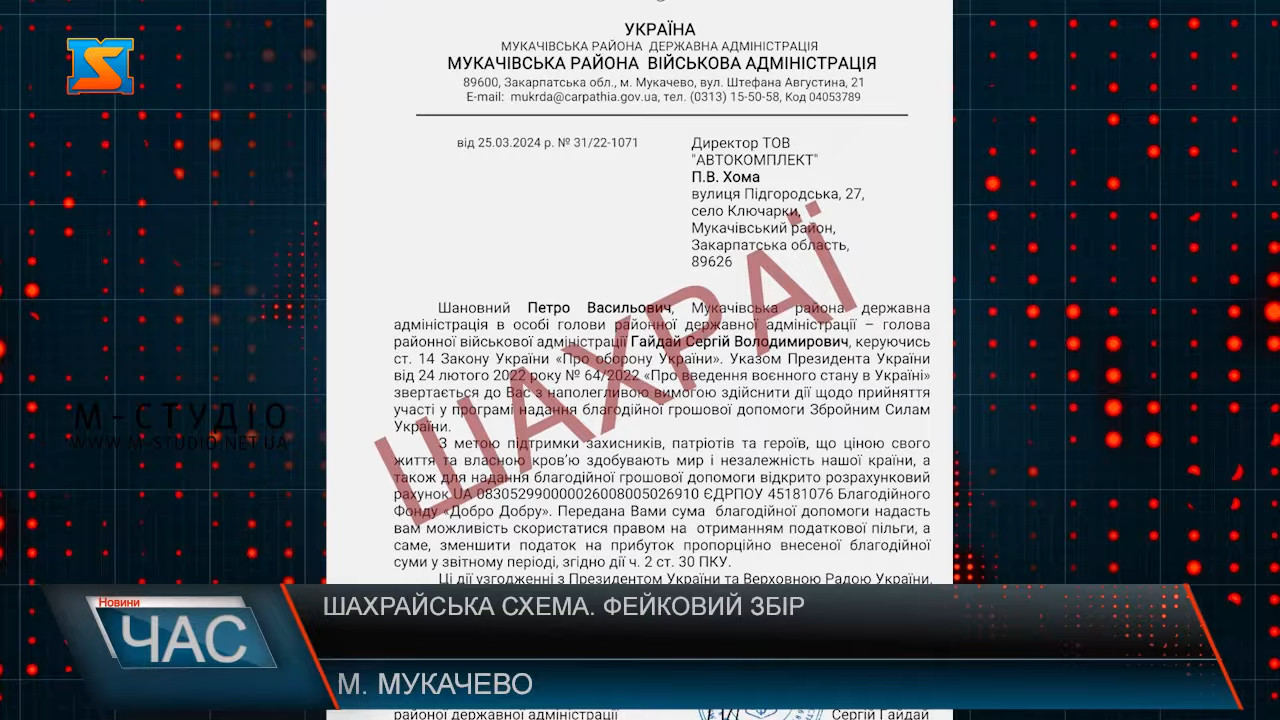 УКРАЇНА
МУКАЧІВСЬКА РАЙОНА ДЕРЖАВНА АДМІНІСТРАЦІЯ
МУКАЧІВСЬКА РАЙОНА ВІЙСЬКОВА АДМІНІСТРАЦІЯ
89600, Закарпатська обл., м. Мукачево, вул. Штефана Августина, 21
E-mail: mukrda@carpathia.gov.ua, тел. (0313) 15-50-58, Код 04053789
від 25.03.2024 р. № 31/22-1071
Директор ТОВ
"АВТОКОМПЛЕКТ"
П.В. Хома
вулиця Підгородська, 27,
село Ключарки,
Мукачівський район,
Закарпатська область,
89626
ШАХРАЇ
Шановний Петро Васильович, Мукачівська района державна
адміністрація в особі голови районної державної адміністрації – голова
районної військової адміністрації Гайдай Сергій Володимирович, керуючись
ст. 14 Закону України «Про оборону України». Указом Президента України
від 24 лютого 2022 року № 64/2022 «Про введення воєнного стану в Україні»
звертається до Вас з наполегливою вимогою здійснити дії щодо прийняття
участі у програмі надання благодійної грошової допомоги Збройним Силам
України.
З метою підтримки захисників, патріотів та героїв, що ціною свого
життя та власною кров’ю здобувають мир і незалежність нашої країни, а
також для надання благодійної грошової допомоги відкрито розрахунковий
рахунок UA 083052990000026008005026910 ЄДРПОУ 45181076 Благодійного
Фонду «Добро Добру». Передана Вами сума благодійної допомоги надасть
вам можливість скористатися правом на отриманням податкової пільги, а
саме, зменшити податок на прибуток пропорційно внесеної благодійної
суми у звітному періоді, згідно дії ч. 2 ст. 30 ПКУ.
Ці дії узгодженні з Президентом України та Верховною Радою України.
М-СТУДІО
WWW.M-STUDIO.NET.UA
Новини
ЧАС
ШАХРАЙСЬКА СХЕМА. ФЕЙКОВИЙ ЗБІР
М. МУКАЧЕВО
районої державної адміністрації Сергій Гайдай